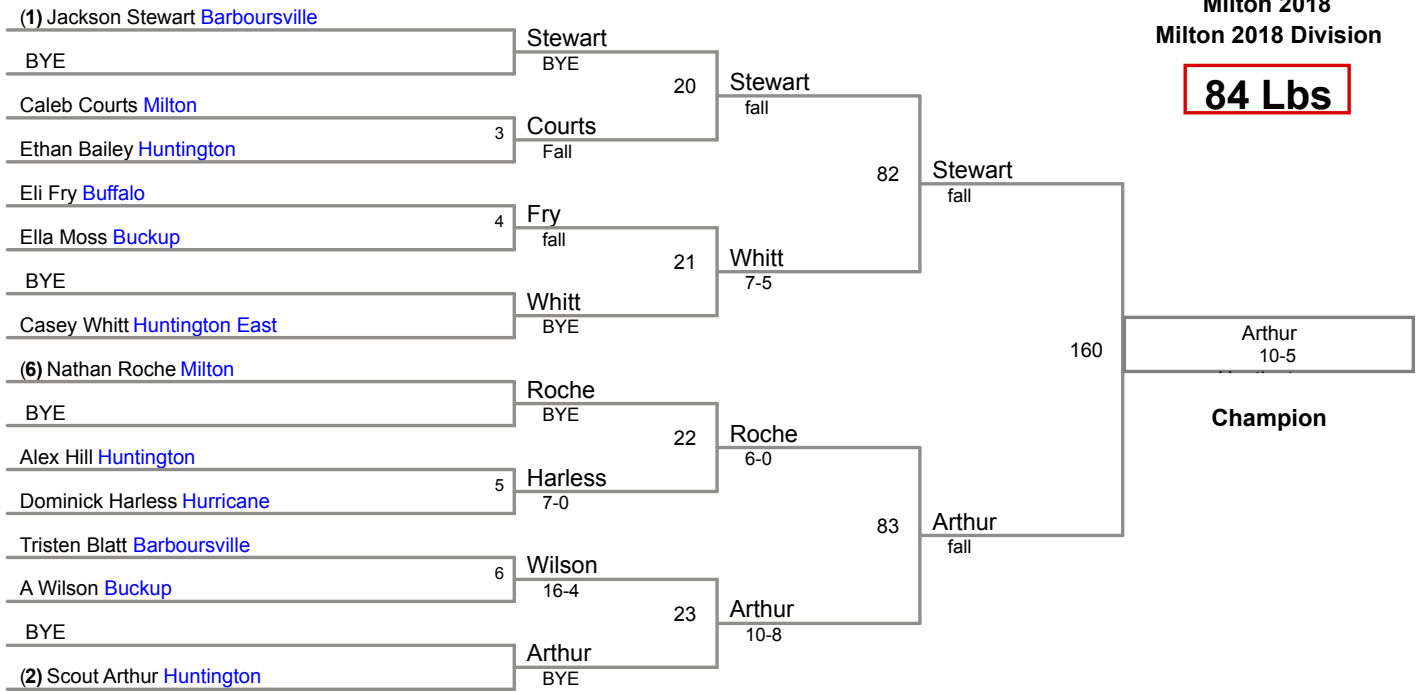 Milton 2018
Milton 2018 Division
84 Lbs
(1) Jackson Stewart Barboursville
BYE
Caleb Courts Milton
Ethan Bailey Huntington
Eli Fry Buffalo
Ella Moss Buckup
BYE
Casey Whitt Huntington East
(6) Nathan Roche Milton
BYE
Alex Hill Huntington
Dominick Harless Hurricane
Tristen Blatt Barboursville
A Wilson Buckup
BYE
(2) Scout Arthur Huntington
Stewart
BYE
3
Courts
Fall
4
Fry
fall
Whitt
BYE
Roche
BYE
5
Harless
7-0
6
Wilson
16-4
Arthur
BYE
20
Stewart
fall
21
Whitt
7-5
22
Roche
6-0
23
Arthur
10-8
82
Stewart
fall
83
Arthur
fall
160
Arthur
10-5
Champion